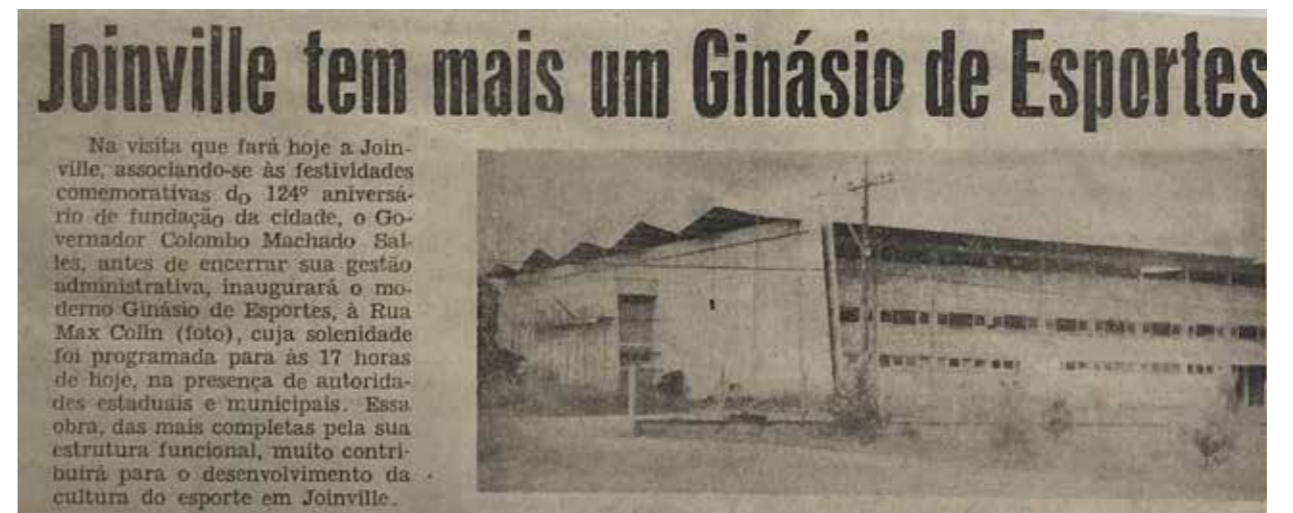 Joinville tem mais um Ginásio de Esportes
Na visita que fará hoje a Join-
ville, associando-se às festividades
comemorativas do 124º aniversá-
rio de fundação da cidade, o Go-
vernador Colombo Machado Sal-
les, antes de encerrar sua gestão
administrativa, inaugurará o mo-
derno Ginásio de Esportes, à Rua
Max Colin (foto), cuja solenidade
foi programada para às 17 horas
de hoje, na presença de autorida-
des estaduais e municipais. Essa
obra, das mais completas pela sua
estrutura funcional, muito contri-
buirá para o desenvolvimento da
cultura do esporte em Joinville.